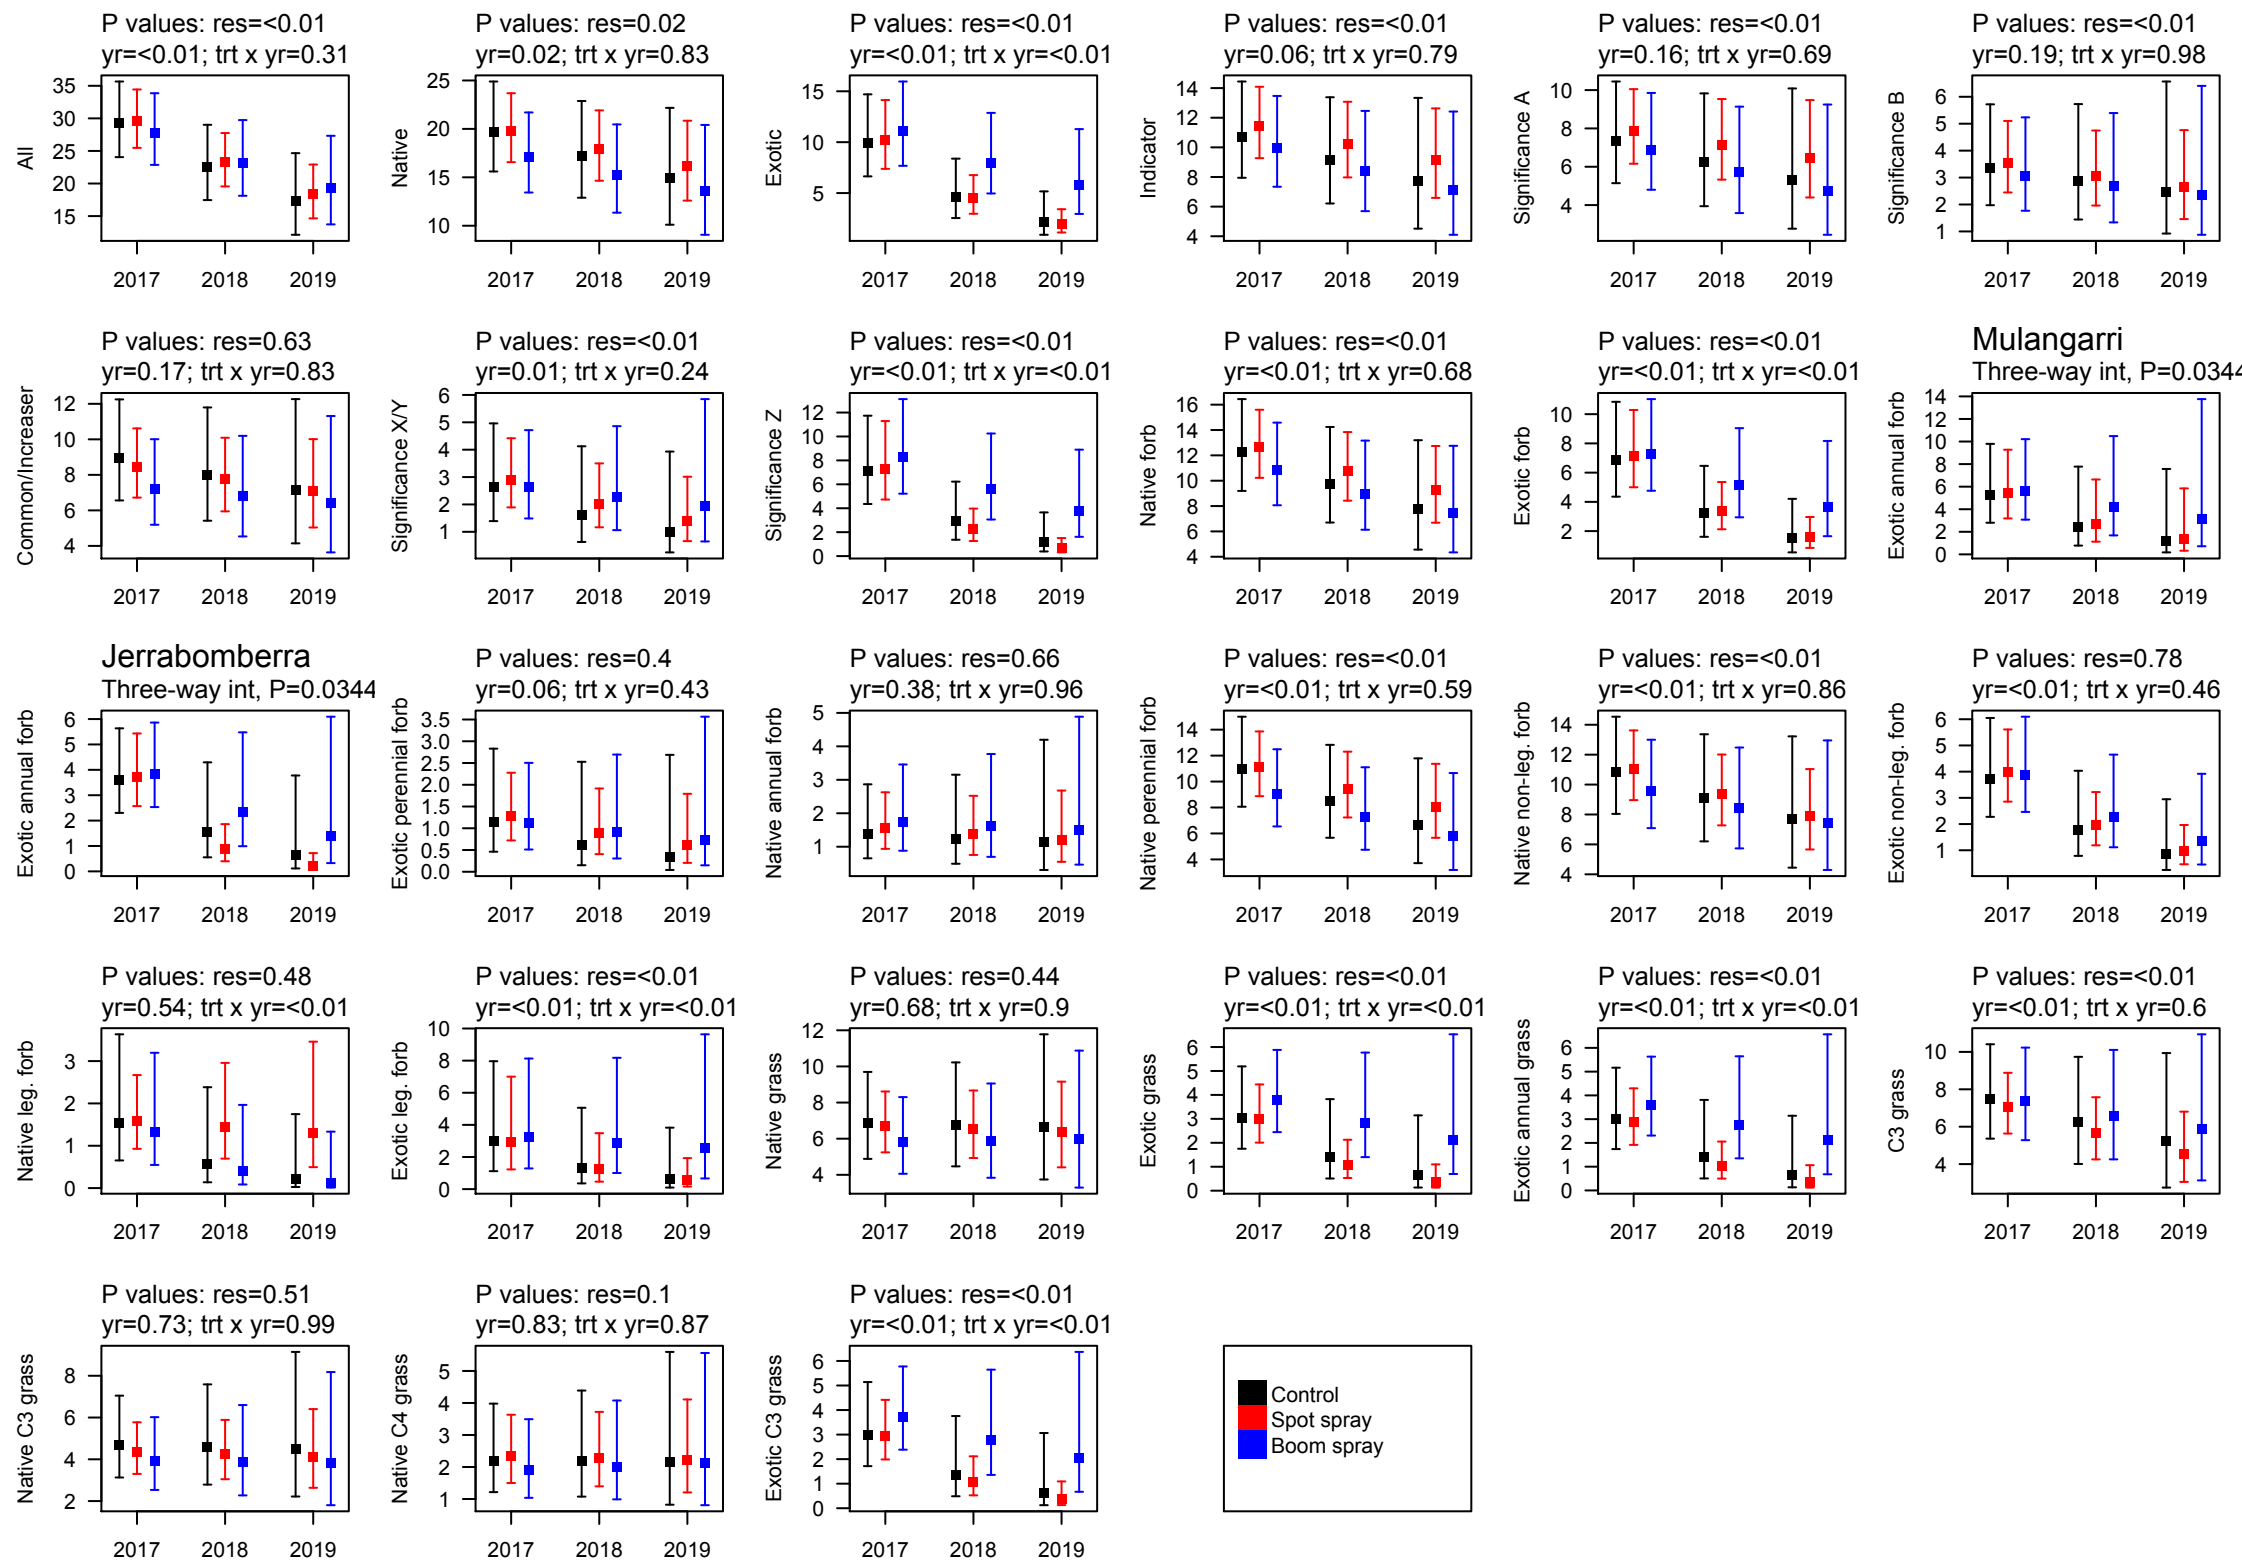 P values: res=<0.01
yr=<0.01; trt x yr=0.31
All
35
30
25
20
15
2017 2018 2019
P values: res=0.02
yr=0.02; trt x yr=0.83
Native
25
20
15
10
2017 2018 2019
P values: res=<0.01
yr=<0.01; trt x yr=<0.01
Exotic
15
10
5
2017 2018 2019
P values: res=<0.01
yr=0.06; trt x yr=0.79
Indicator
14
12
10
8
6
4
2017 2018 2019
P values: res=<0.01
yr=0.16; trt x yr=0.69
Significance A
10
8
6
4
2017 2018 2019
P values: res=<0.01
yr=0.19; trt x yr=0.98
Significance B
6
5
4
3
2
1
2017 2018 2019
P values: res=0.63
yr=0.17; trt x yr=0.83
Common/Increaser
12
10
8
6
4
2017 2018 2019
P values: res=<0.01
yr=0.01; trt x yr=0.24
Significance X/Y
6
5
4
3
2
1
2017 2018 2019
P values: res=<0.01
yr=<0.01; trt x yr=<0.01
Significance Z
12
10
8
6
4
2
0
2017 2018 2019
P values: res=<0.01
yr=<0.01; trt x yr=0.68
Native forb
16
14
12
10
8
6
4
2017 2018 2019
P values: res=<0.01
yr=<0.01; trt x yr=<0.01
Exotic forb
10
8
6
4
2
2017 2018 2019
Mulangarri
Three-way int, P=0.0344
Exotic annual forb
14
12
10
8
6
4
2
0
2017 2018 2019
Jerrabomberra
Three-way int, P=0.0344
Exotic annual forb
6
5
4
3
2
1
0
2017 2018 2019
P values: res=0.4
yr=0.06; trt x yr=0.43
Exotic perennial forb
3.5
3.0
2.5
2.0
1.5
1.0
0.5
0.0
2017 2018 2019
P values: res=0.66
yr=0.38; trt x yr=0.96
Native annual forb
5
4
3
2
1
2017 2018 2019
P values: res=<0.01
yr=<0.01; trt x yr=0.59
Native perennial forb
14
12
10
8
6
4
2017 2018 2019
P values: res=<0.01
yr=<0.01; trt x yr=0.86
Native non-leg. forb
14
12
10
8
6
4
2017 2018 2019
P values: res=0.78
yr=<0.01; trt x yr=0.46
Exotic non-leg. forb
6
5
4
3
2
1
2017 2018 2019
P values: res=0.48
yr=0.54; trt x yr=<0.01
Native leg. forb
3
2
1
0
2017 2018 2019
P values: res=<0.01
yr=<0.01; trt x yr=<0.01
Exotic leg. forb
10
8
6
4
2
0
2017 2018 2019
P values: res=0.44
yr=0.68; trt x yr=0.9
Native grass
12
10
8
6
4
2017 2018 2019
P values: res=<0.01
yr=<0.01; trt x yr=<0.01
Exotic grass
6
5
4
3
2
1
0
2017 2018 2019
P values: res=<0.01
yr=<0.01; trt x yr=<0.01
Exotic annual grass
6
5
4
3
2
1
0
2017 2018 2019
P values: res=<0.01
yr=<0.01; trt x yr=0.6
C3 grass
10
8
6
4
2017 2018 2019
P values: res=0.51
yr=0.73; trt x yr=0.99
Native C3 grass
8
6
4
2
2017 2018 2019
P values: res=0.1
yr=0.83; trt x yr=0.87
Native C4 grass
5
4
3
2
1
2017 2018 2019
P values: res=<0.01
yr=<0.01; trt x yr=<0.01
Exotic C3 grass
6
5
4
3
2
1
0
2017 2018 2019
Control
Spot spray
Boom spray